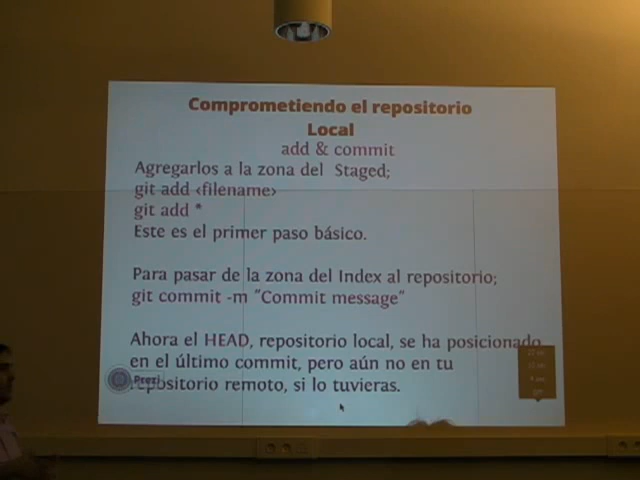 Comprometiendo el repositorio
Local
add & commit
Agregarlos a la zona del Staged;
git add <filename>
git add *
Este es el primer paso básico.
Para pasar de la zona del Index al repositorio;
git commit -m "Commit message"
Ahora el HEAD, repositorio local, se ha posicionado
en el último commit, pero aún no en tu
repositorio remoto, si lo tuvieras.
Prezi